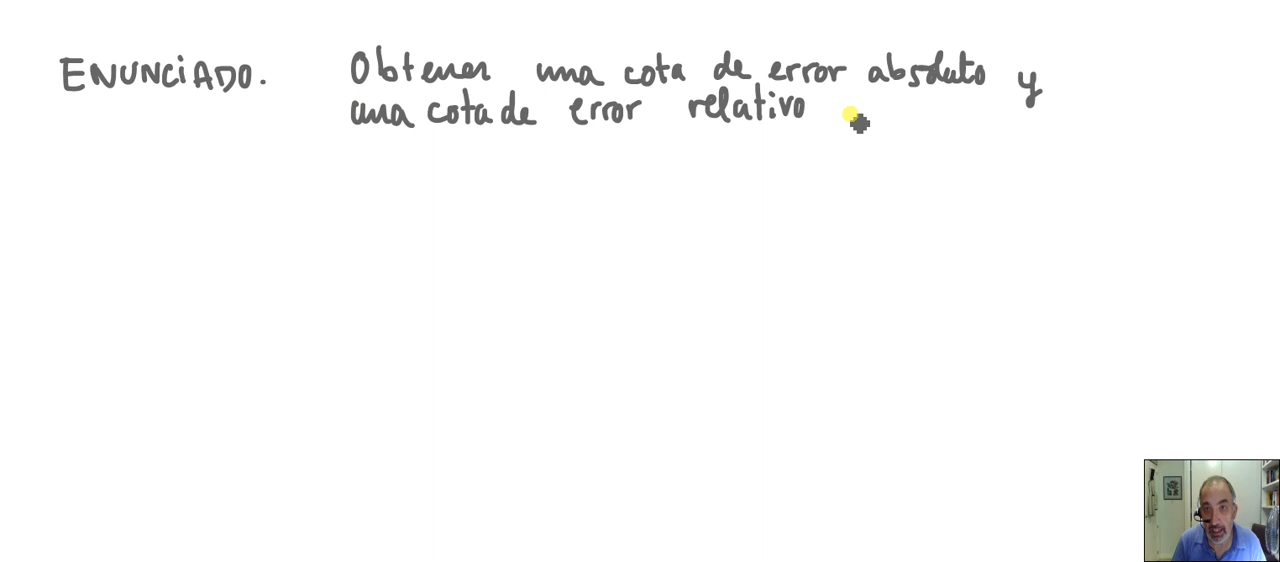 ENUNCIADO. Obtener una cota de error absoluto y
una cota de error relativo